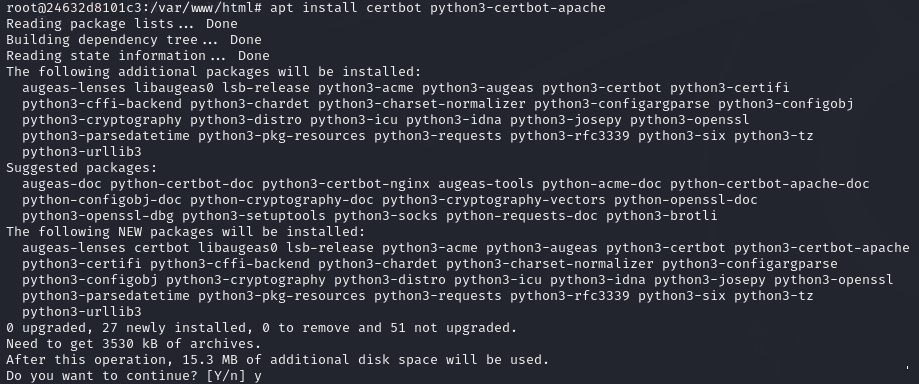 root@24632d8101c3:/var/www/html# apt install certbot python3-certbot-apache
Reading package lists... Done
Building dependency tree... Done
Reading state information... Done
The following additional packages will be installed:
  augeas-lenses libaugeas0 lsb-release python3-acme python3-augeas python3-certbot python3-certifi
  python3-cffi-backend python3-chardet python3-charset-normalizer python3-configargparse python3-configobj
  python3-cryptography python3-distro python3-icu python3-idna python3-josepy python3-openssl
  python3-parsedatetime python3-pkg-resources python3-requests python3-rfc3339 python3-six python3-tz
  python3-urllib3
Suggested packages:
  augeas-doc python-certbot-doc python3-certbot-nginx augeas-tools python-acme-doc python-certbot-apache-doc
  python-configobj-doc python-cryptography-doc python3-cryptography-vectors python-openssl-doc
  python3-openssl-dbg python3-setuptools python3-socks python-requests-doc python3-brotli
The following NEW packages will be installed:
  augeas-lenses certbot libaugeas0 lsb-release python3-acme python3-augeas python3-certbot python3-certbot-apache
  python3-certifi python3-cffi-backend python3-chardet python3-charset-normalizer python3-configargparse
  python3-configobj python3-cryptography python3-distro python3-icu python3-idna python3-josepy python3-openssl
  python3-parsedatetime python3-pkg-resources python3-requests python3-rfc3339 python3-six python3-tz
  python3-urllib3
0 upgraded, 27 newly installed, 0 to remove and 51 not upgraded.
Need to get 3530 kB of archives.
After this operation, 15.3 MB of additional disk space will be used.
Do you want to continue? [Y/n] y